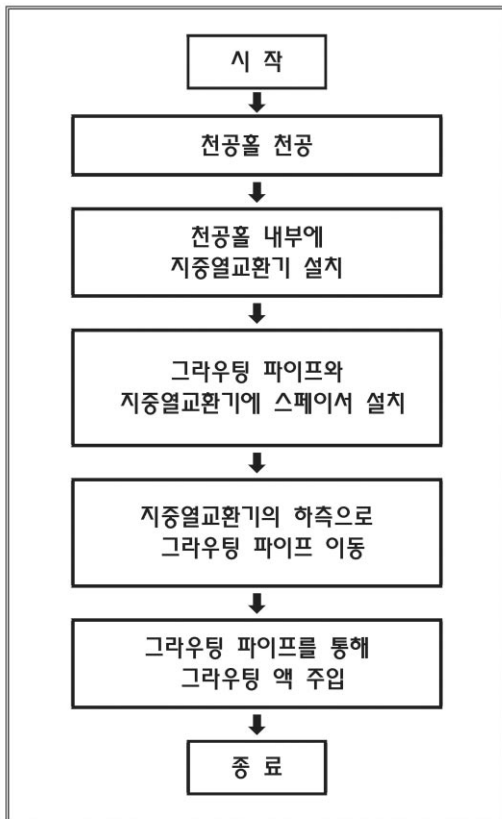 시 작
천공홀 천공
천공홀 내부에
지중열교환기 설치
그라우팅 파이프와
지중열교환기에 스페이서 설치
지중열교환기의 하측으로
그라우팅 파이프 이동
그라우팅 파이프를 통해
그라우팅 액 주입
종 료